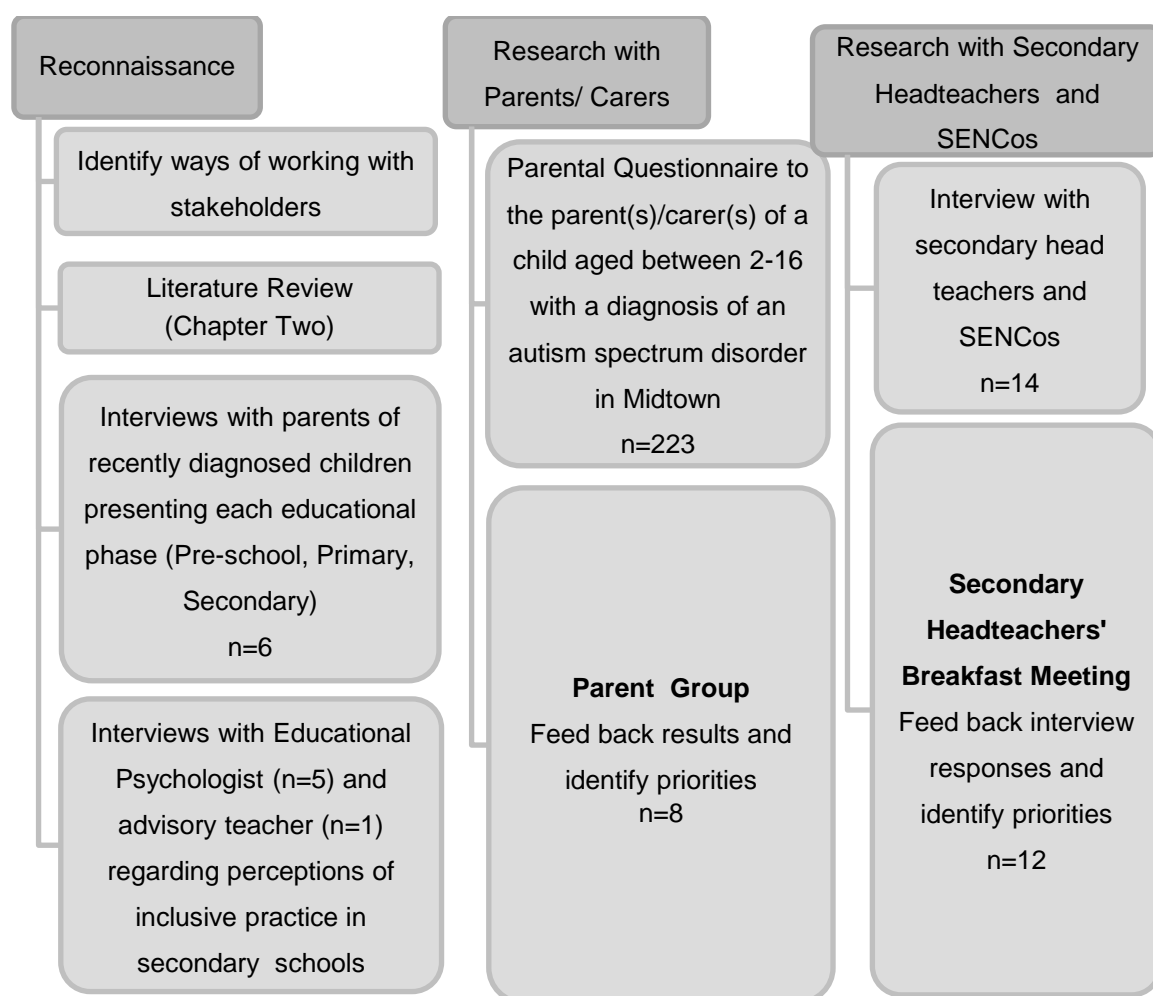 Reconnaissance
Identify ways of working with
stakeholders
Literature Review
(Chapter Two)
Interviews with parents of
recently diagnosed children
presenting each educational
phase (Pre-school, Primary,
Secondary)
n=6
Interviews with Educational
Psychologist (n=5) and
advisory teacher (n=1)
regarding perceptions of
inclusive practice in
secondary schools
Research with
Parents/ Carers
Parental Questionnaire to
the parent(s)/carer(s) of a
child aged between 2-16
with a diagnosis of an
autism spectrum disorder
in Midtown
n=223
Parent Group
Feed back results and
identify priorities
n=8
Research with Secondary
Headteachers and
SENCos
Interview with
secondary head
teachers and
SENCos
n=14
Secondary
Headteachers'
Breakfast Meeting
Feed back interview
responses and
identify priorities
n=12